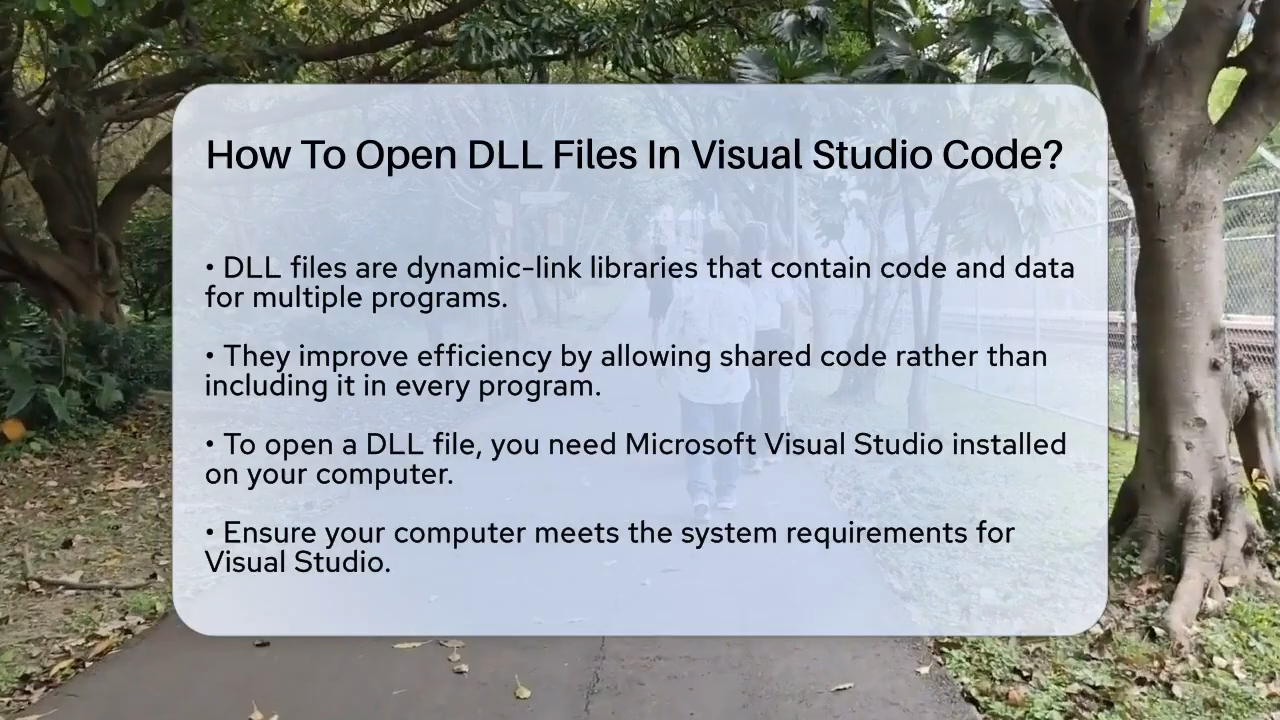 How To Open DLL Files In Visual Studio Code?
• DLL files are dynamic-link libraries that contain code and data
for multiple programs.
• They improve efficiency by allowing shared code rather than
including it in every program.
• To open a DLL file, you need Microsoft Visual Studio installed
on your computer.
• Ensure your computer meets the system requirements for
Visual Studio.